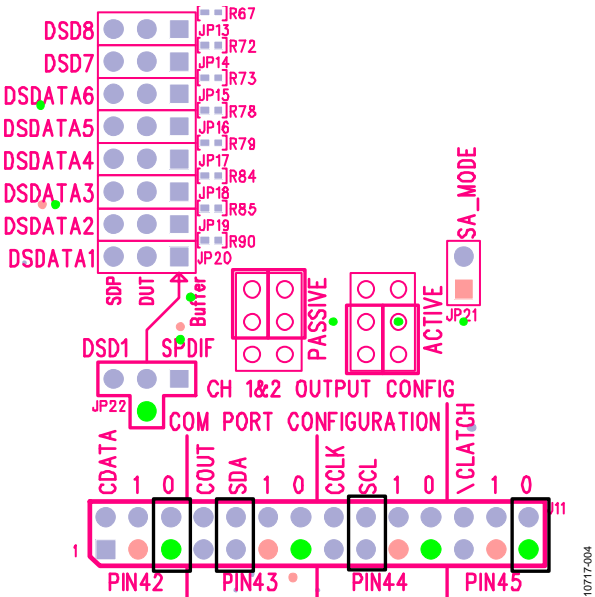 R67
DSD8
JP13
R72
DSD7
JP14
R73
DSDATA6
JP15
R78
DSDATA5
JP16
R79
DSDATA4
JP17
R84
DSDATA3
JP18
R85
DSDATA2
JP19
R90
DSDATA1
JP20
SDP
DUT
Buffer
SA_MODE
JP21
PASSIVE
ACTIVE
DSD1
SPDIF
JP22
CH 1&2 OUTPUT CONFIG
COM PORT CONFIGURATION
CDATA
1
0
COUT
SDA
1
0
CCLK
SCL
1
0
\CLATCH
1
0
J11
1
PIN42
PIN43
PIN44
PIN45
10717-004